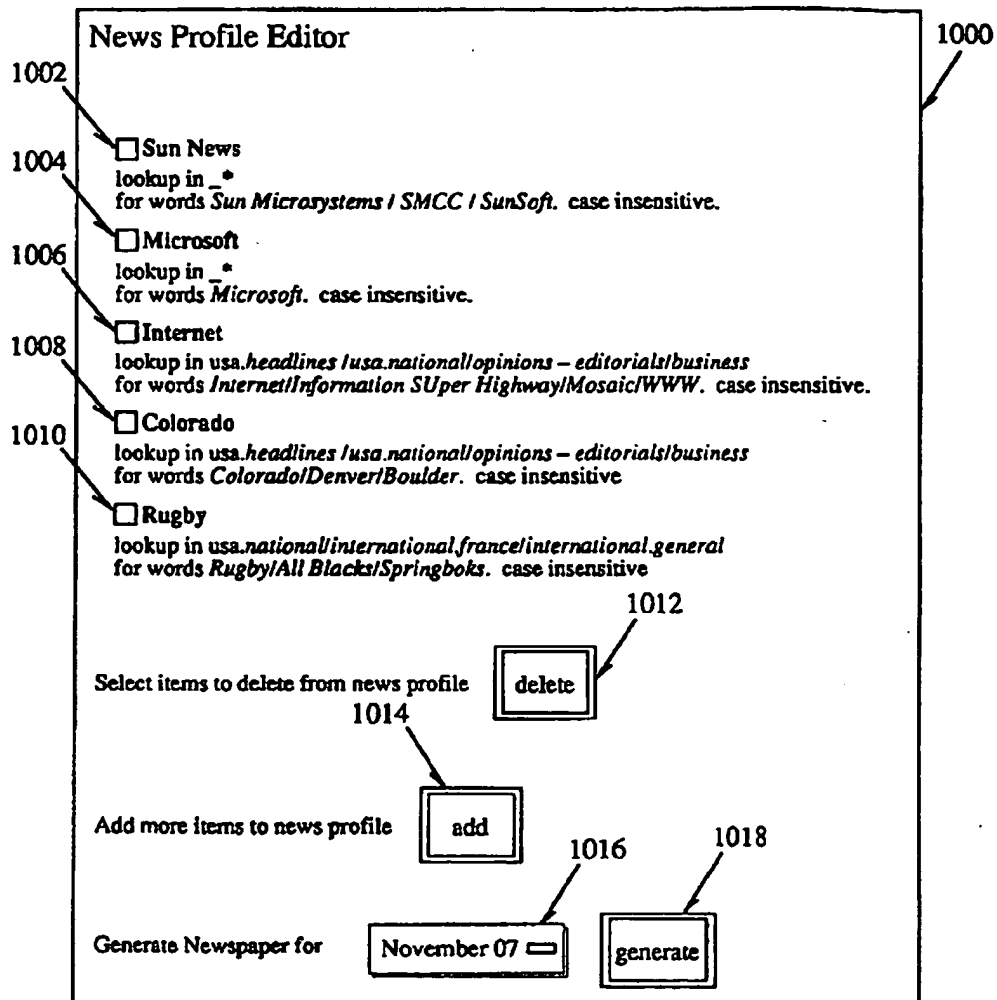 News Profile Editor
1000
1002
Sun News
lookup in _*
for words Sun Microsystems / SMCC / SunSoft. case insensitive.
1004
Microsoft
lookup in _*
for words Microsoft. case insensitive.
1006
Internet
lookup in usa.headlines /usa.national/opinions – editorials/business
for words Internet/Information SUper Highway/Mosaic/WWW. case insensitive.
1008
Colorado
lookup in usa.headlines /usa.national/opinions – editorials/business
for words Colorado/Denver/Boulder. case insensitive
1010
Rugby
lookup in usa.national/international.france/international.general
for words Rugby/All Blacks/Springboks. case insensitive
1012
Select items to delete from news profile delete
1014
Add more items to news profile add
1016
1018
Generate Newspaper for November 07 generate